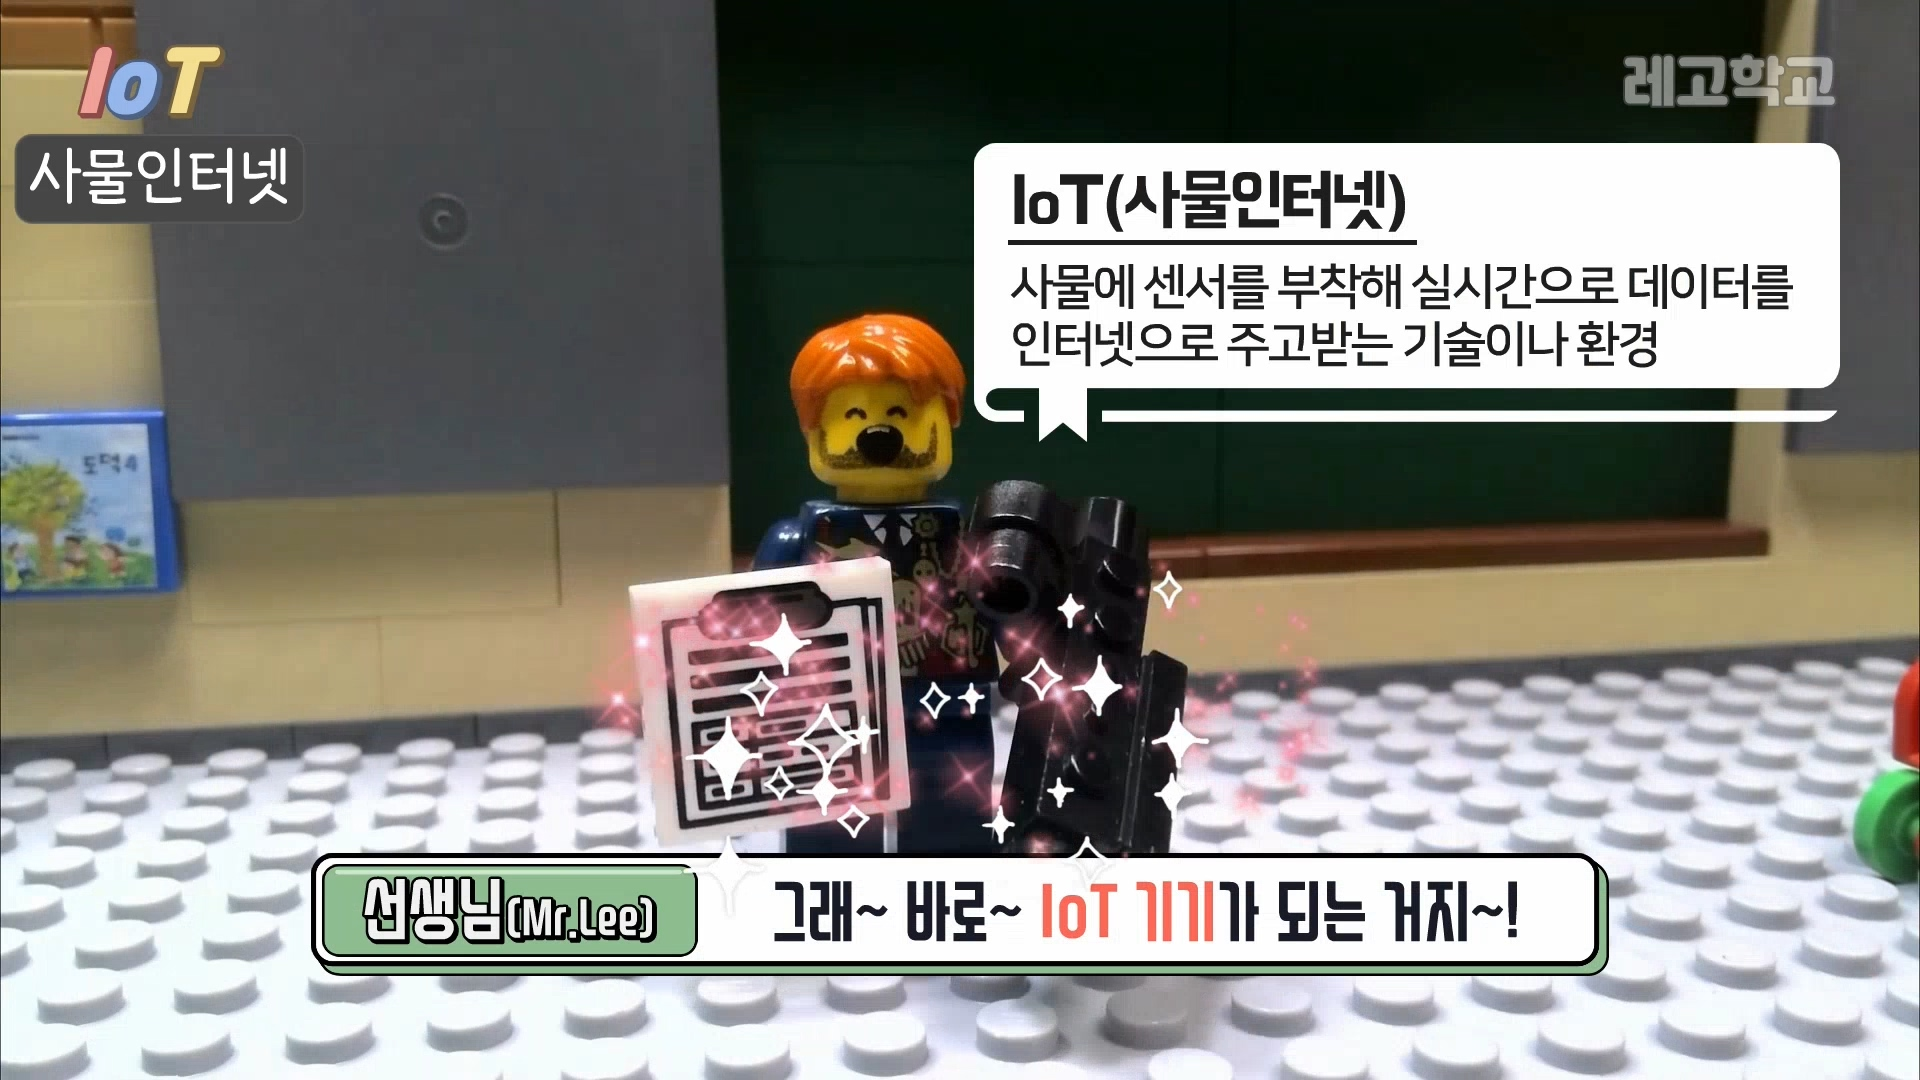 IoT
사물인터넷
레고학교
IoT(사물인터넷)
사물에 센서를 부착해 실시간으로 데이터를
인터넷으로 주고받는 기술이나 환경
도덕4
선생님(Mr.Lee)
그래~ 바로~ IoT 기기가 되는 거지~!